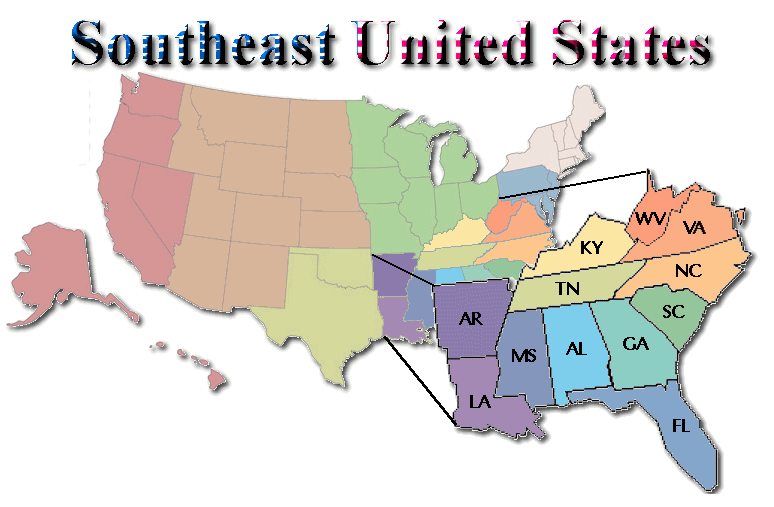 Southeast United States
WV
VA
KY
NC
TN
SC
AR
GA
AL
MS
LA
FL